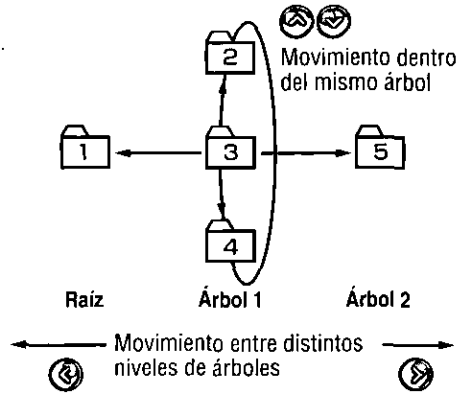 2
Movimiento dentro
del mismo árbol
1
3
5
4
Raíz
Árbol 1
Árbol 2
Movimiento entre distintos
niveles de árboles